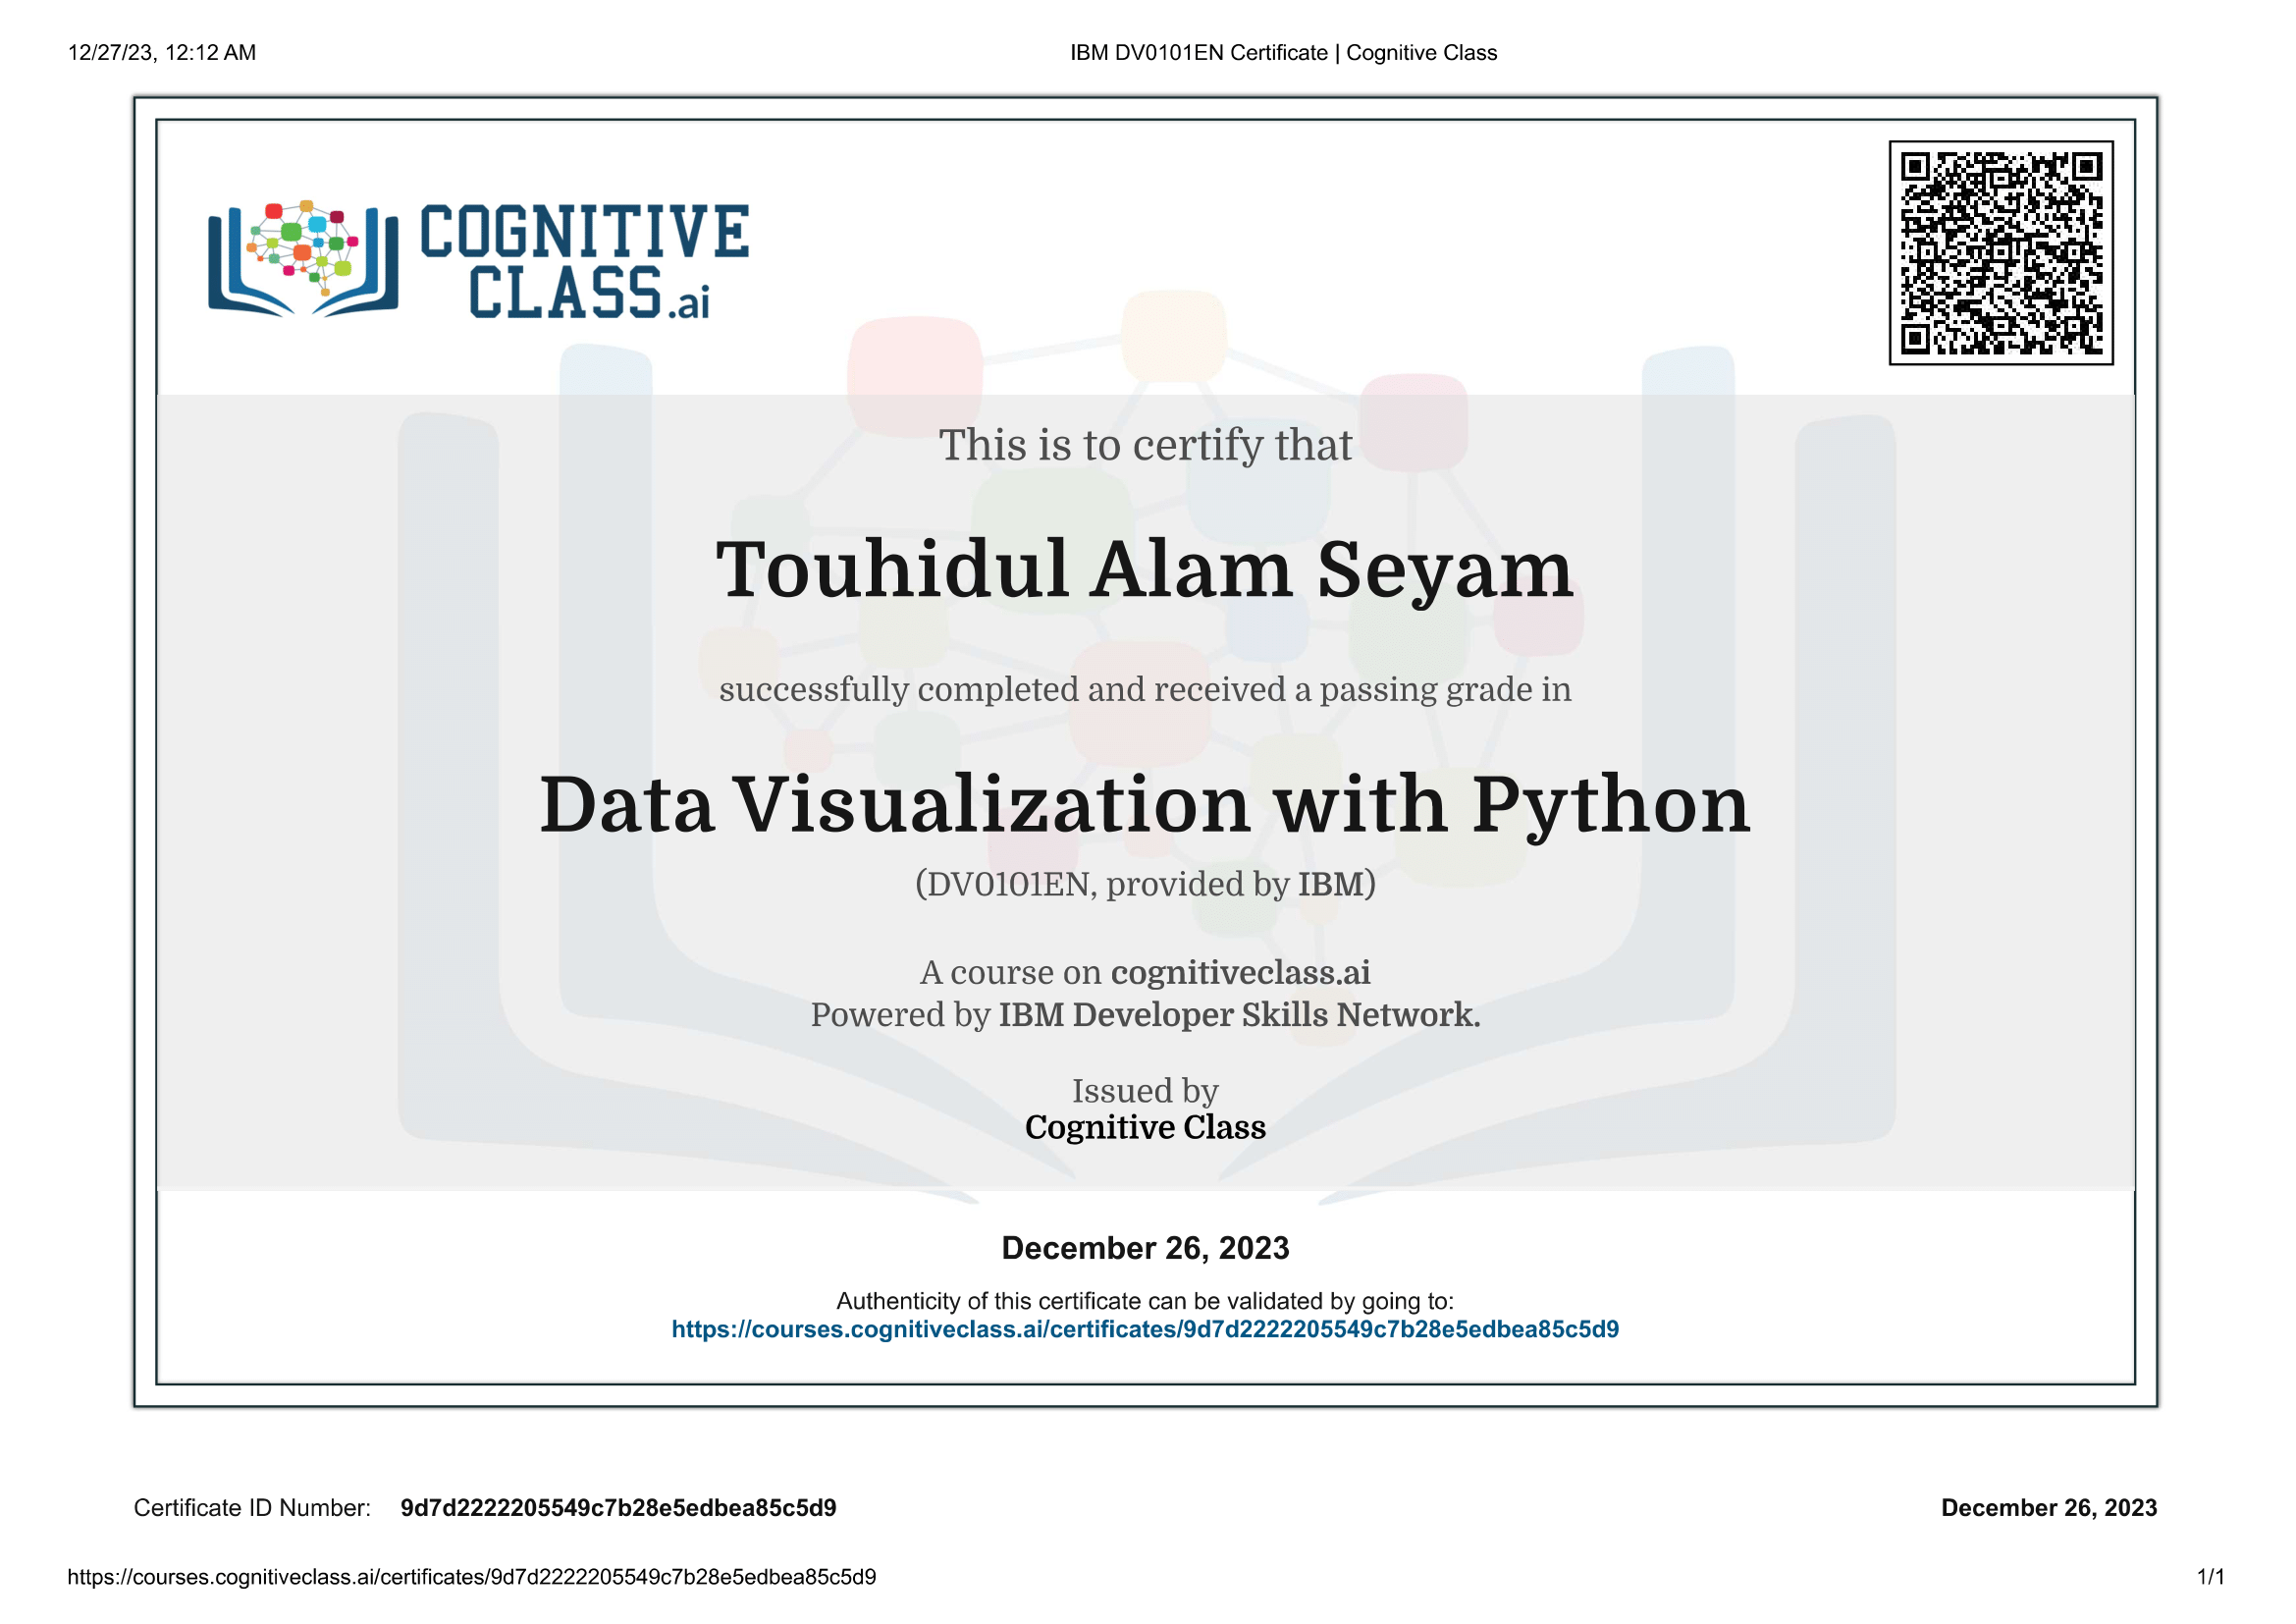 12/27/23, 12:12 AM
IBM DV0101EN Certificate | Cognitive Class
COGNITIVE
CLASS.ai
This is to certify that
Touhidul Alam Seyam
successfully completed and received a passing grade in
Data Visualization with Python
(DV0101EN, provided by IBM)
A course on cognitiveclass.ai
Powered by IBM Developer Skills Network.
Issued by
Cognitive Class
December 26, 2023
Authenticity of this certificate can be validated by going to:
https://courses.cognitiveclass.ai/certificates/9d7d2222205549c7b28e5edbea85c5d9
Certificate ID Number: 9d7d2222205549c7b28e5edbea85c5d9
December 26, 2023
https://courses.cognitiveclass.ai/certificates/9d7d2222205549c7b28e5edbea85c5d9
1/1